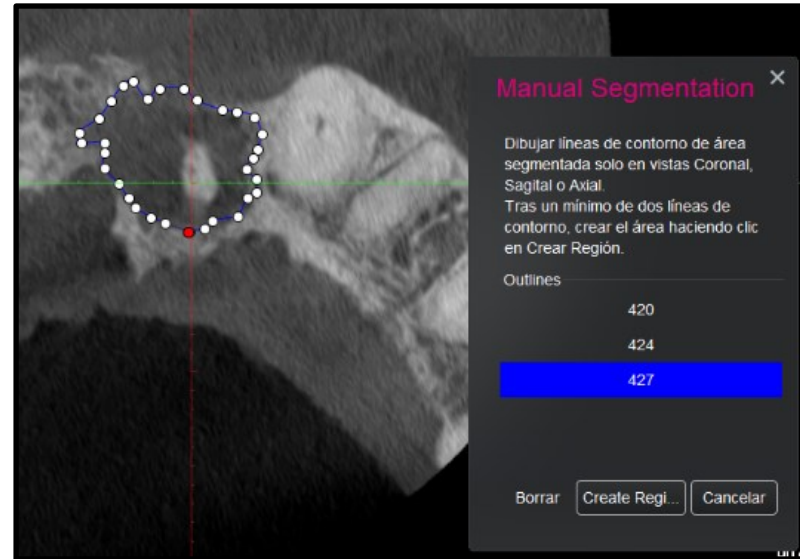 Manual Segmentation
×
Dibujar líneas de contorno de área
segmentada solo en vistas Coronal,
Sagital o Axial.
Tras un mínimo de dos líneas de
contorno, crear el área haciendo clic
en Crear Región.
Outlines
420
424
427
Borrar Create Regi... Cancelar